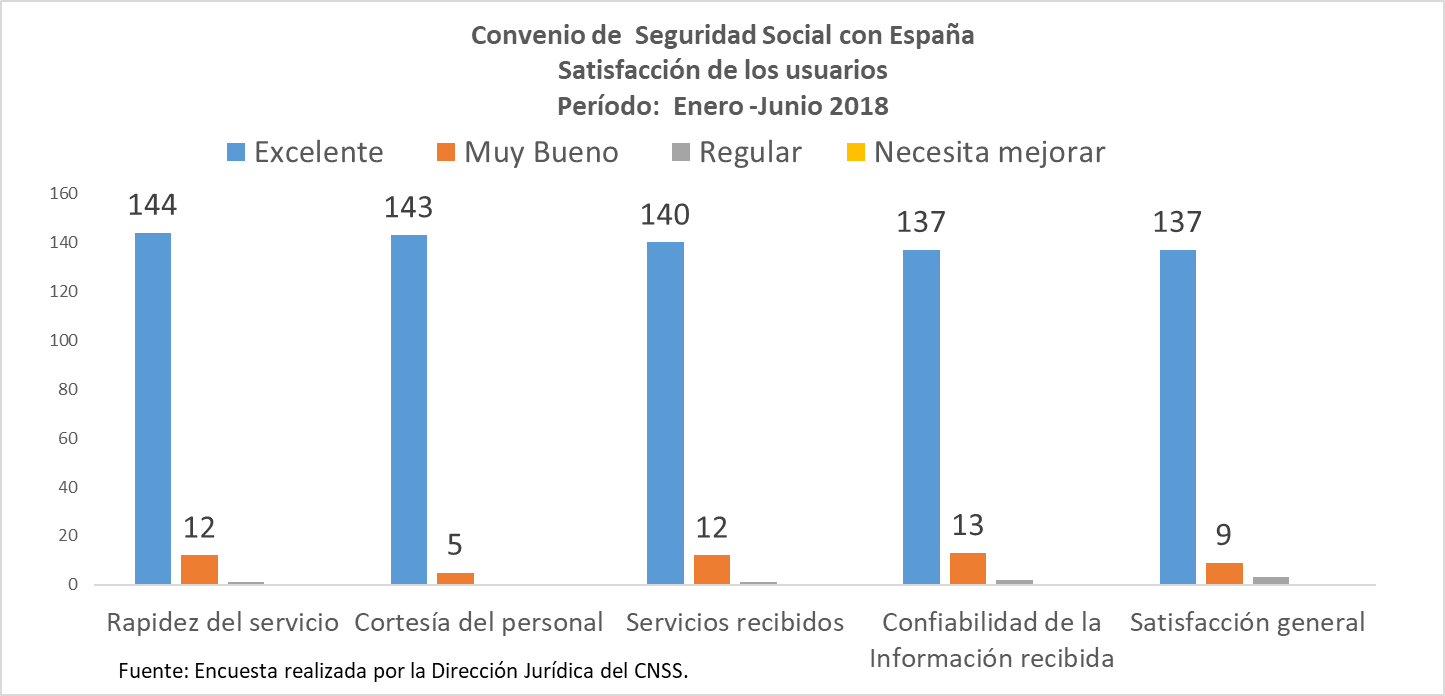 Convenio de  Seguridad Social con España
Satisfacción de los usuarios
Período:  Enero -Junio 2018
Excelente Muy Bueno Regular Necesita mejorar
160
140
120
100
80
60
40
20
0
144 12
143 5
140 12
137 13
137 9
Rapidez del servicio
Cortesía del personal
Servicios recibidos
Confiabilidad de la
Información recibida
Satisfacción general
Fuente: Encuesta realizada por la Dirección Jurídica del CNSS.